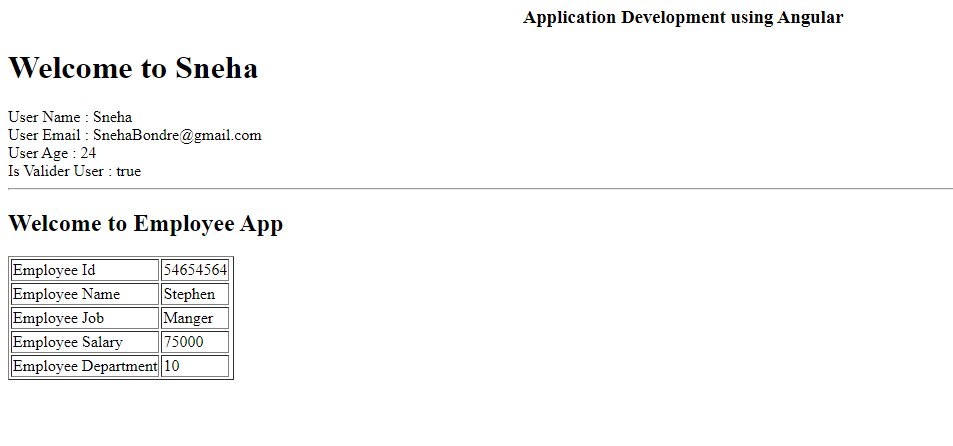 Application Development using Angular
Welcome to Sneha
User Name : Sneha
User Email : SnehaBondre@gmail.com
User Age : 24
Is Valider User : true
Welcome to Employee App
Employee Id 54654564
Employee Name Stephen
Employee Job Manger
Employee Salary 75000
Employee Department 10